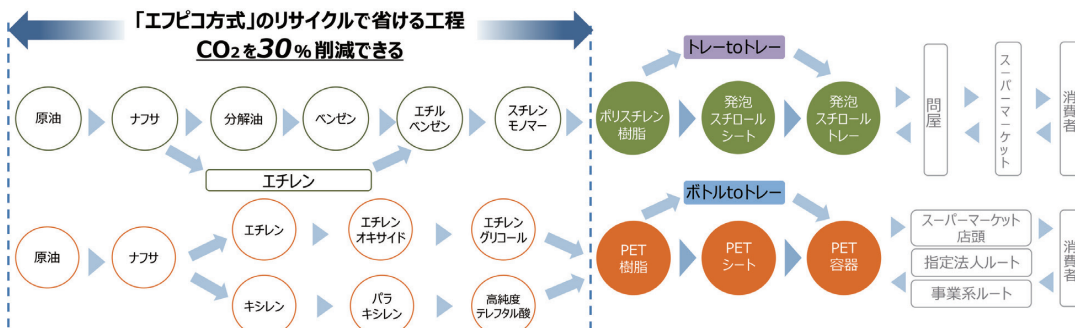 「エフピコ方式」のリサイクルで省ける工程
CO₂を30%削減できる
トレーtoトレー
原油
ナフサ
分解油
ベンゼン
エチル
ベンゼン
スチレン
モノマー
ポリスチレン
樹脂
発泡
スチロール
シート
発泡
スチロール
トレー
問屋
スーパーマーケット
消費者
エチレン
ボトルtoトレー
原油
ナフサ
エチレン
エチレン
オキサイド
エチレン
グリコール
キシレン
パラ
キシレン
高純度
テレフタル酸
PET
樹脂
PET
シート
PET
容器
スーパーマーケット
店頭
指定法人ルート
事業系ルート
消費者